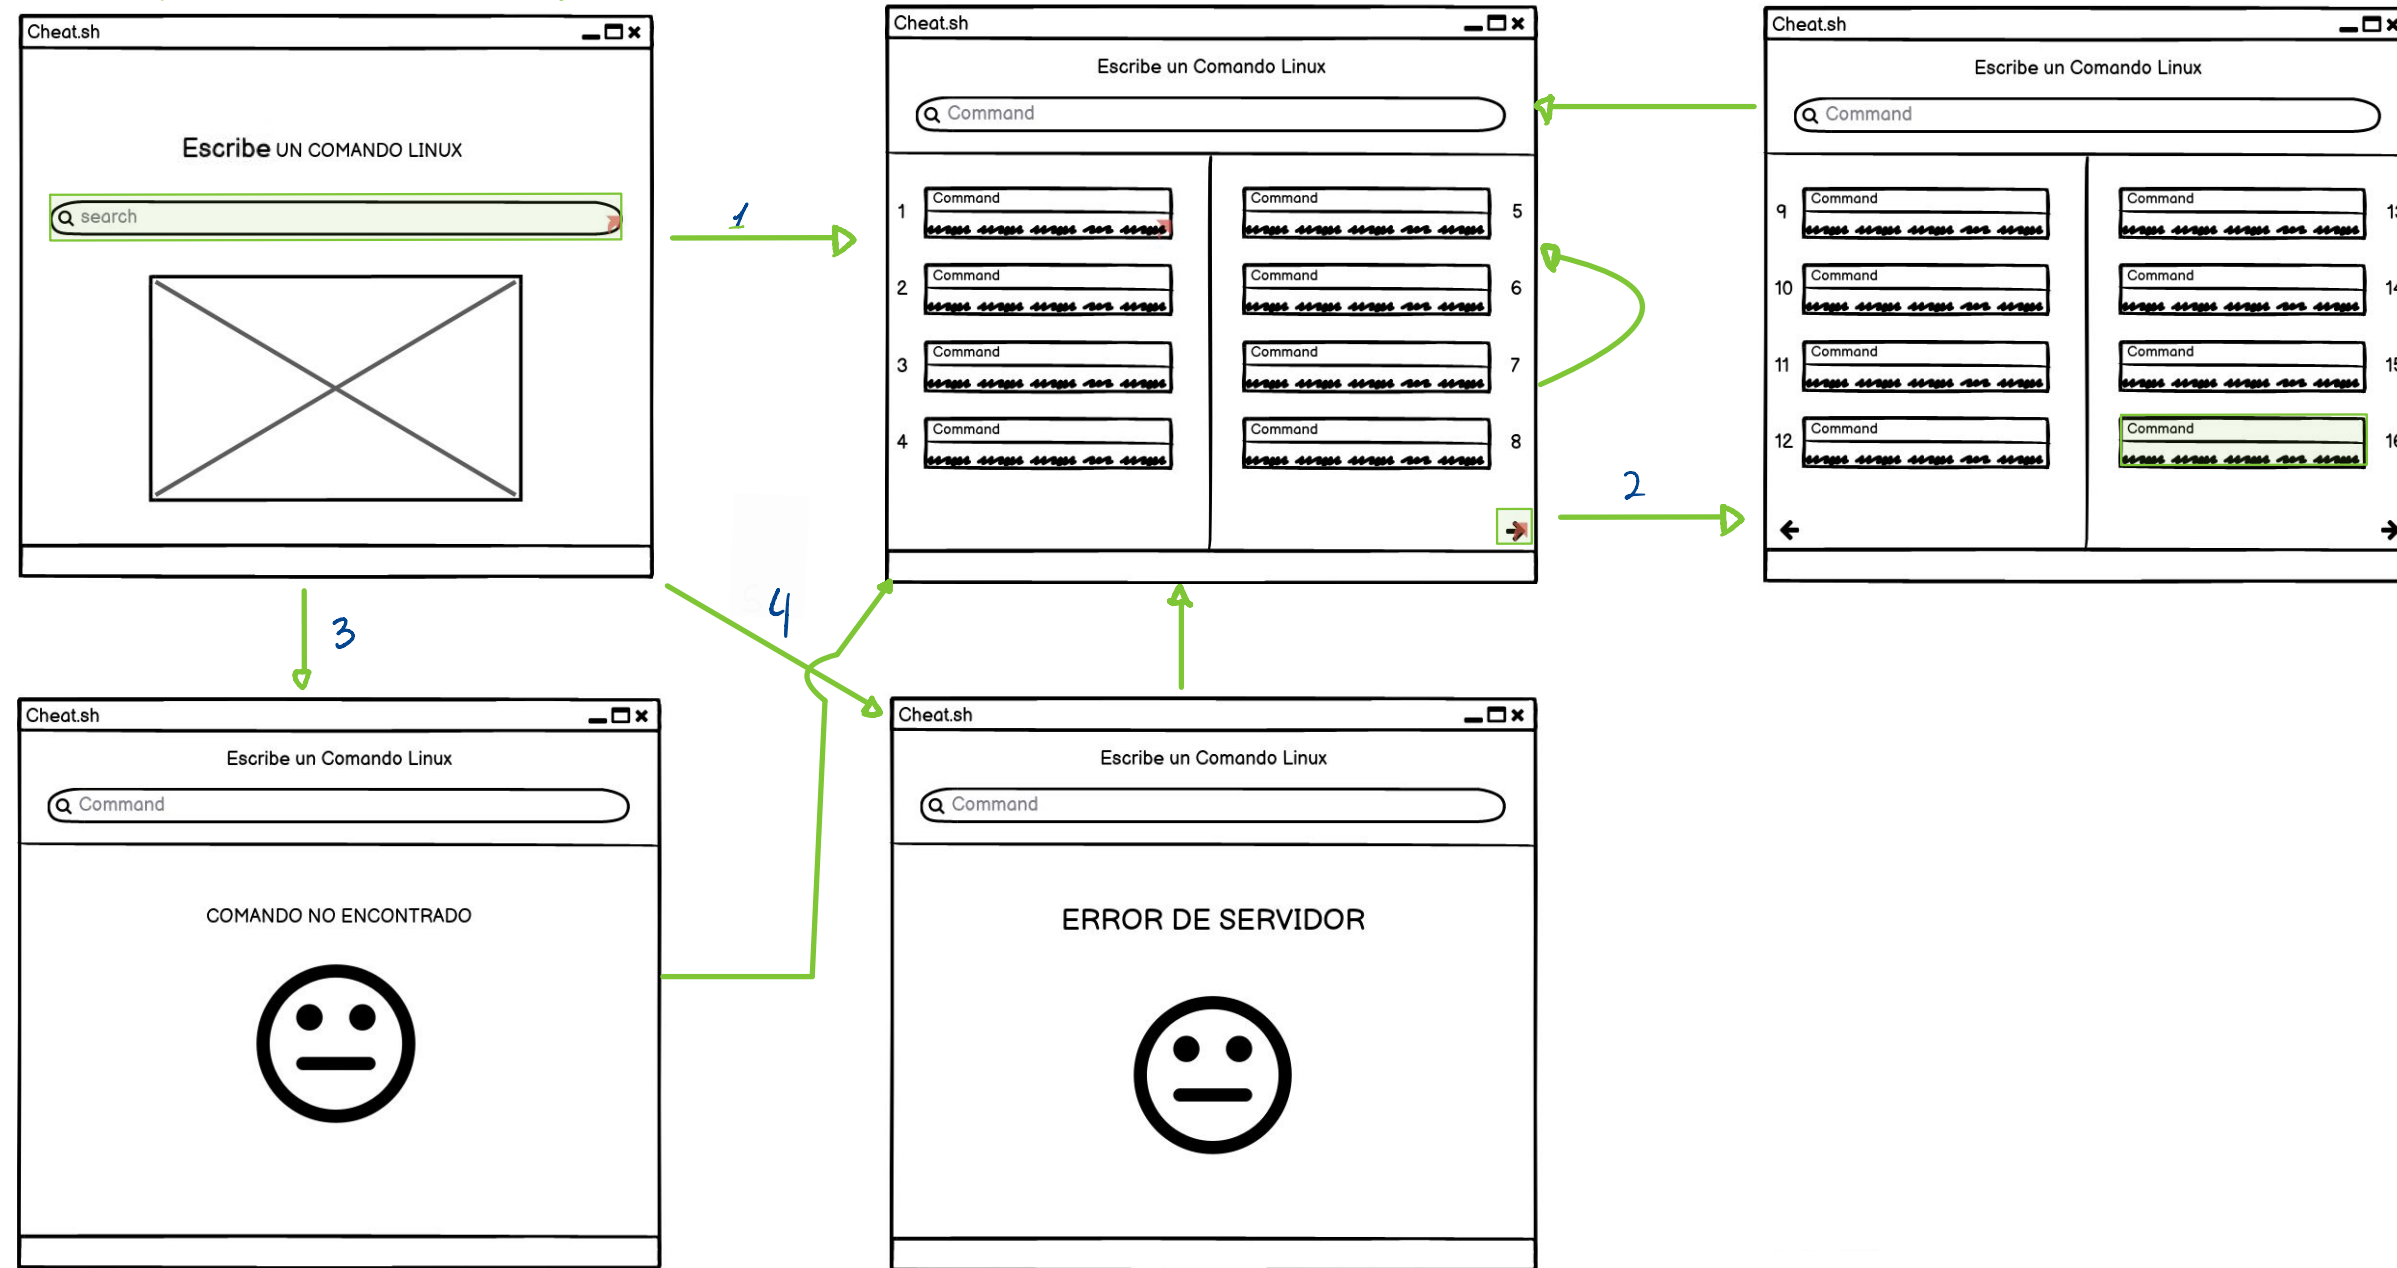 Cheat.sh
Escribe UN COMANDO LINUX
search
1
Cheat.sh
Escribe un Comando Linux
Command
1 Command
2 Command
3 Command
4 Command
Command 5
Command 6
Command 7
Command 8
2
Cheat.sh
Escribe un Comando Linux
Command
9 Command
10 Command
11 Command
12 Command
Command
Command
Command
Command
3
4
Cheat.sh
Escribe un Comando Linux
Command
COMANDO NO ENCONTRADO
Cheat.sh
Escribe un Comando Linux
Command
ERROR DE SERVIDOR